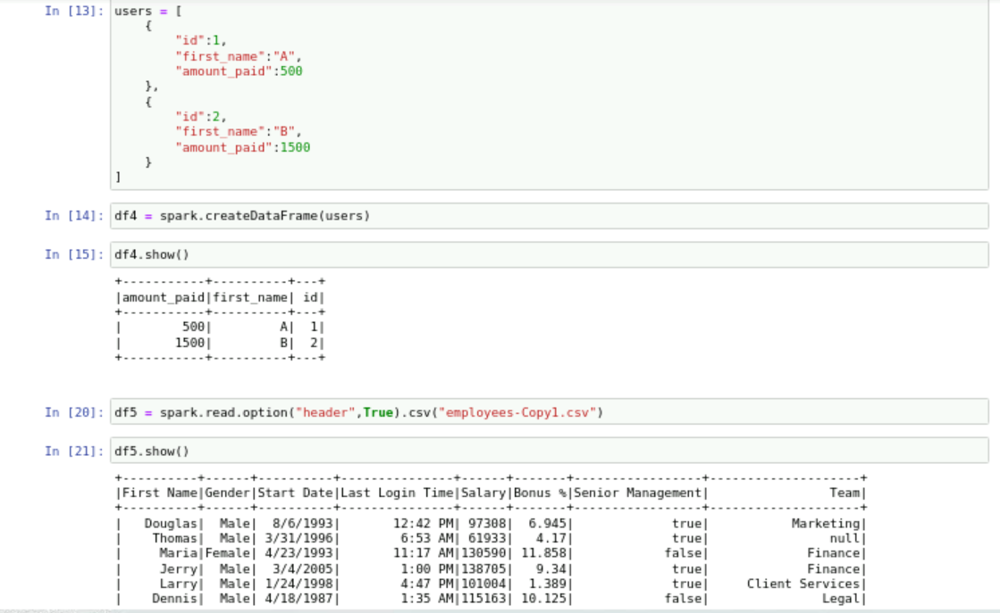 In [13]: users = [
    {
        "id":1,
        "first_name":"A",
        "amount_paid":500
    },
    {
        "id":2,
        "first_name":"B",
        "amount_paid":1500
    }
]
In [14]: df4 = spark.createDataFrame(users)
In [15]: df4.show()
+-----------+----------+---+
|amount_paid|first_name| id|
+-----------+----------+---+
|        500|         A|  1|
|       1500|         B|  2|
+-----------+----------+---+
In [20]: df5 = spark.read.option("header",True).csv("employees-Copy1.csv")
In [21]: df5.show()
+----------+------+----------+---------------+------+-------+-----------------+--------------------+
|First Name|Gender|Start Date|Last Login Time|Salary|Bonus %|Senior Management|                Team|
+----------+------+----------+---------------+------+-------+-----------------+--------------------+
|   Douglas|  Male|  8/6/1993|       12:42 PM| 97308|  6.945|             true|           Marketing|
|    Thomas|  Male| 3/31/1996|        6:53 AM| 61933|   4.17|             true|                null|
|     Maria|Female| 4/23/1993|       11:17 AM|130590| 11.858|            false|             Finance|
|     Jerry|  Male|  3/4/2005|        1:00 PM|138705|   9.34|             true|             Finance|
|     Larry|  Male| 1/24/1998|        4:47 PM|101004|  1.389|             true|     Client Services|
|    Dennis|  Male| 4/18/1987|        1:35 AM|115163| 10.125|            false|               Legal|